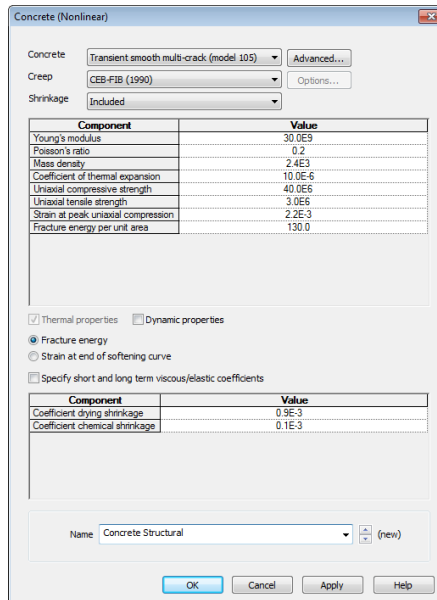 Concrete (Nonlinear)
Concrete Transient smooth multi-crack (model 105) Advanced...
Creep CEB-FIB (1990) Options...
Shrinkage Included
Component Value
Young's modulus 30.0E9
Poisson's ratio 0.2
Mass density 2.4E3
Coefficient of thermal expansion 10.0E-6
Uniaxial compressive strength 40.0E6
Uniaxial tensile strength 3.0E6
Strain at peak uniaxial compression 2.2E-3
Fracture energy per unit area 130.0
Thermal properties Dynamic properties
Fracture energy
Strain at end of softening curve
Specify short and long term viscous/elastic coefficients
Component Value
Coefficient drying shrinkage 0.9E-3
Coefficient chemical shrinkage 0.1E-3
Name Concrete Structural (new)
OK Cancel Apply Help